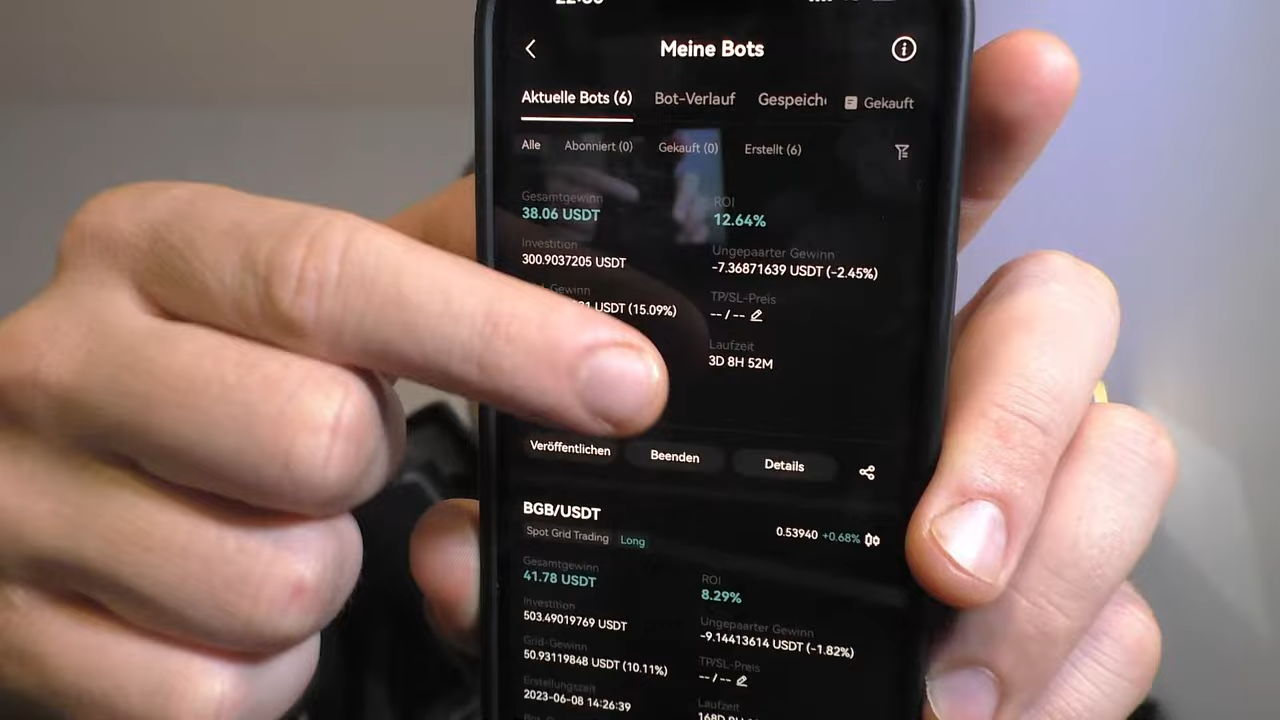 Meine Bots
Aktuelle Bots (6) Bot-Verlauf Gespeich Gekauft
Alle Abonniert (0) Gekauft (0) Erstellt (6)
Gesamtgewinn ROI
38.06 USDT 12.64%
Investition Ungepaarter Gewinn
300.9037205 USDT -7.36871639 USDT (-2.45%)
Gewinn TP/SL-Preis
USDT (15.09%) -- / --
Laufzeit
3D 8H 52M
Veröffentlichen Beenden Details
BGB/USDT
Spot Grid Trading Long 0.53940 +0.68%
Gesamtgewinn ROI
41.78 USDT 8.29%
Investition Ungepaarter Gewinn
503.49019769 USDT -9.14413614 USDT (-1.82%)
Grid-Gewinn TP/SL-Preis
50.93119848 USDT (10.11%) -- / --
Erstellungszeit Laufzeit
2023-06-08 14:26:39